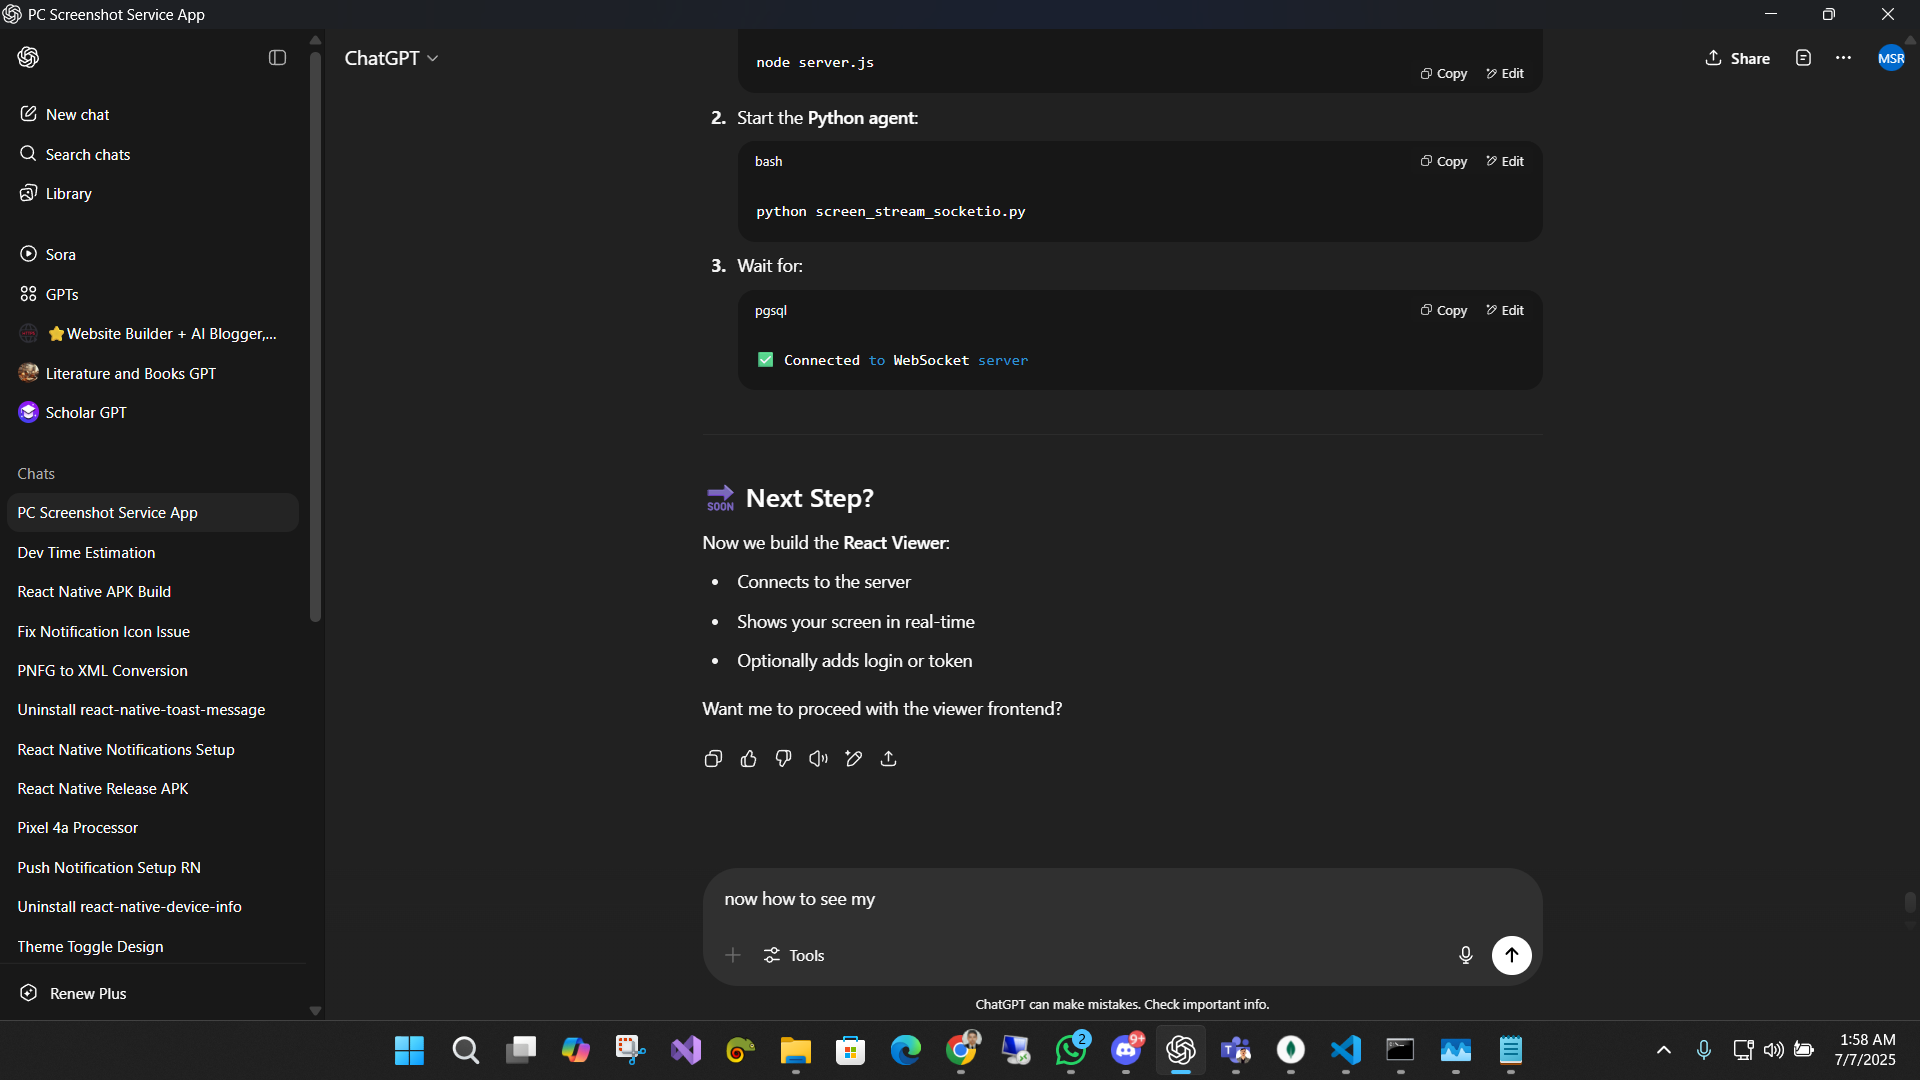 PC Screenshot Service App
ChatGPT
Share
MSR
New chat
Search chats
Library
Sora
GPTs
⭐Website Builder + AI Blogger,...
Literature and Books GPT
Scholar GPT
Chats
PC Screenshot Service App
Dev Time Estimation
React Native APK Build
Fix Notification Icon Issue
PNFG to XML Conversion
Uninstall react-native-toast-message
React Native Notifications Setup
React Native Release APK
Pixel 4a Processor
Push Notification Setup RN
Uninstall react-native-device-info
Theme Toggle Design
Renew Plus
node server.js
Copy Edit
2. Start the Python agent:
bash Copy Edit
python screen_stream_socketio.py
3. Wait for:
pgsql Copy Edit
✅ Connected to WebSocket server
🔜 Next Step?
Now we build the React Viewer:
• Connects to the server
• Shows your screen in real-time
• Optionally adds login or token
Want me to proceed with the viewer frontend?
now how to see my
Tools
ChatGPT can make mistakes. Check important info.
2
9+
1:58 AM
7/7/2025